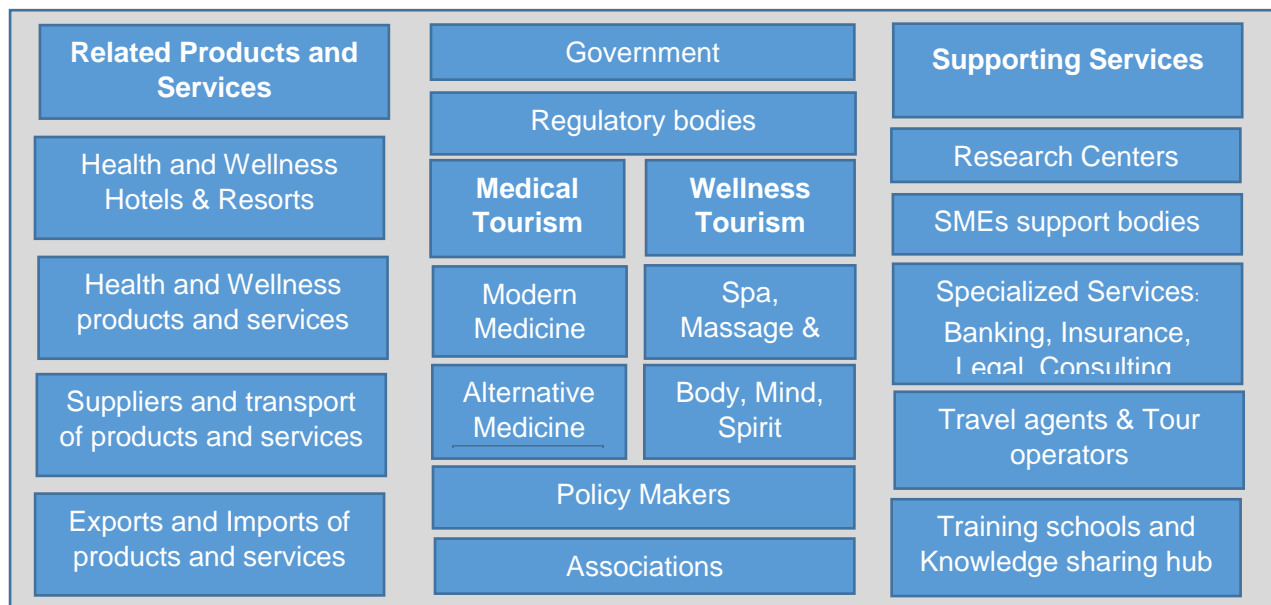 Related Products and
Services
Health and Wellness
Hotels & Resorts
Health and Wellness
products and services
Suppliers and transport
of products and services
Exports and Imports of
products and services
Government
Regulatory bodies
Medical
Tourism
Modern
Medicine
Alternative
Medicine
Wellness
Tourism
Spa,
Massage &
Body, Mind,
Spirit
Policy Makers
Associations
Supporting Services
Research Centers
SMEs support bodies
Specialized Services:
Banking, Insurance,
Legal, Consulting
Travel agents & Tour
operators
Training schools and
Knowledge sharing hub